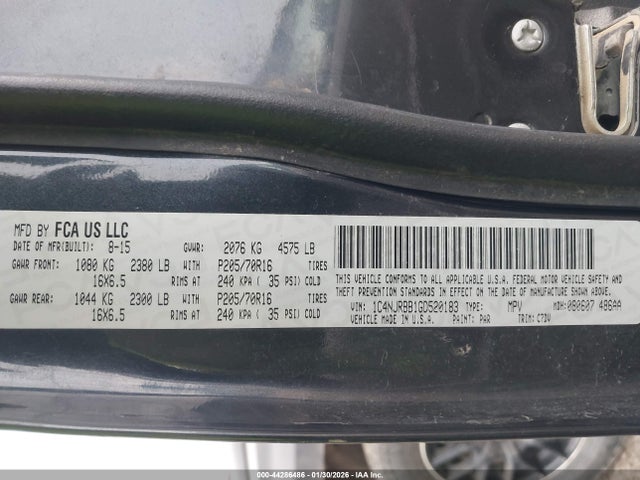 MFD BY FCA US LLC
DATE OF MFR(BUILT): 8-15 GVWR: 2076 KG 4575 LB
GAWR FRONT: 1080 KG 2380 LB WITH P205/70R16 TIRES
16X6.5 RIMS AT 240 KPA ( 35 PSI) COLD
GAWR REAR: 1044 KG 2300 LB WITH P205/70R16 TIRES
16X6.5 RIMS AT 240 KPA ( 35 PSI) COLD
THIS VEHICLE CONFORMS TO ALL APPLICABLE U.S.A. FEDERAL MOTOR VEHICLE SAFETY AND
THEFT PREVENTION STANDARDS IN EFFECT ON THE DATE OF MANUFACTURE SHOWN ABOVE.
VIN: 1C4NJRBB1GD520183 TYPE: MPV MDH: 080607 486AA
VEHICLE MADE IN U.S.A. PAINT: PAR TRIM: C7DV
000-44286486 - 01/30/2026 - IAA Inc.